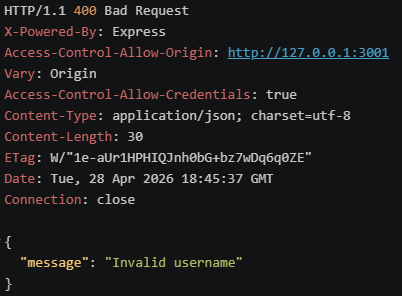 HTTP/1.1 400 Bad Request
X-Powered-By: Express
Access-Control-Allow-Origin: http://127.0.0.1:3001
Vary: Origin
Access-Control-Allow-Credentials: true
Content-Type: application/json; charset=utf-8
Content-Length: 30
ETag: W/"1e-aUr1HPHIQJnh0bG+bz7wDq6q0ZE"
Date: Tue, 28 Apr 2026 18:45:37 GMT
Connection: close

{
  "message": "Invalid username"
}